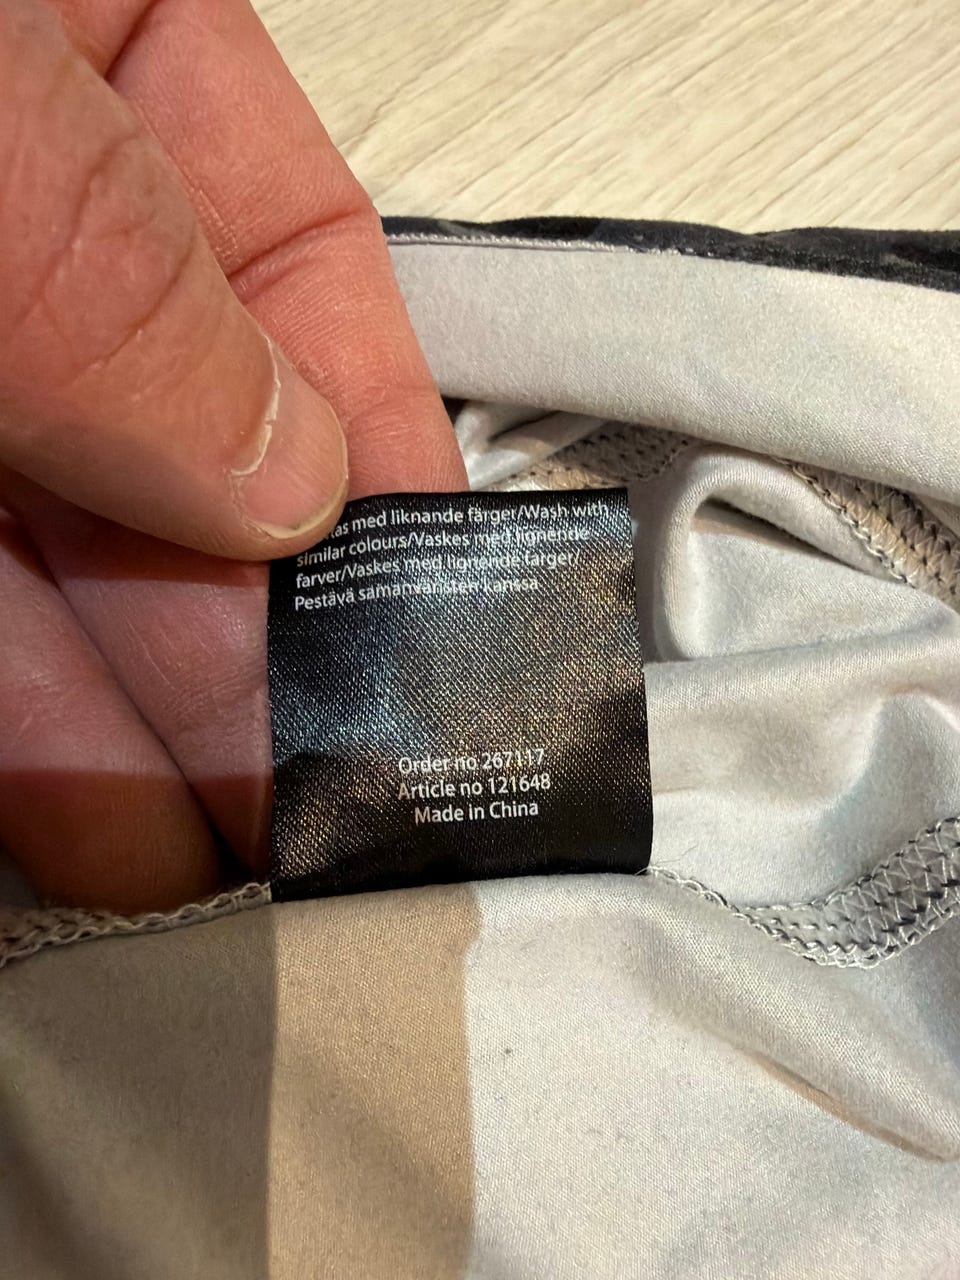 med liknande färger/Wash with
similar colours/Vaskes med lignende
farver/Vaskes med lignende farger/
Pestävä samanväristen kanssa
Order no 267117
Article no 121648
Made in China